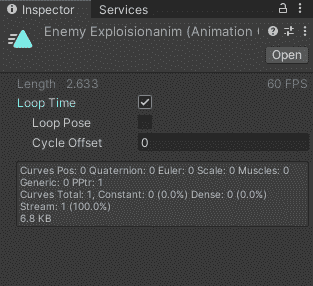 Inspector Services
Enemy Exploisionanim (Animation
Open
Length 2.633 60 FPS
Loop Time
Loop Pose
Cycle Offset 0
Curves Pos: 0 Quaternion: 0 Euler: 0 Scale: 0 Muscles: 0
Generic: 0 PPtr: 1
Curves Total: 1, Constant: 0 (0.0%) Dense: 0 (0.0%)
Stream: 1 (100.0%)
6.8 KB